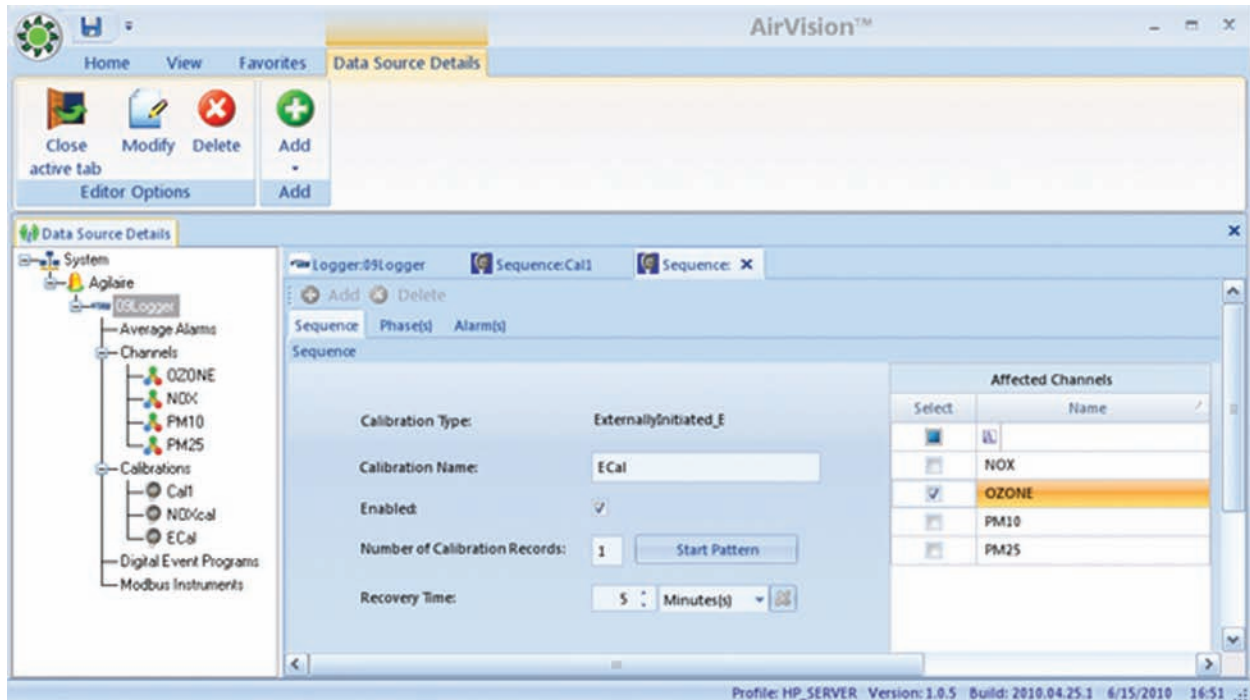 AirVision™
Home View Favorites Data Source Details
Close active tab
Modify
Delete
Add
Editor Options
Add
Data Source Details
System
Agilaire
09Logger
Average Alarms
Channels
OZONE
NOX
PM10
PM25
Calibrations
Cal1
NOXcal
ECal
Digital Event Programs
Modbus Instruments
Logger:09Logger Sequence:Cal1 Sequence:
Add Delete
Sequence Phase(s) Alarm(s)
Sequence
Calibration Type: ExternallyInitiated_E
Calibration Name: ECal
Enabled:
Number of Calibration Records: 1 Start Pattern
Recovery Time: 5 Minutes(s)
Affected Channels
Select Name
NOX
OZONE
PM10
PM25
Profile: HP_SERVER Version: 1.0.5 Build: 2010.04.25.1 6/15/2010 16:51